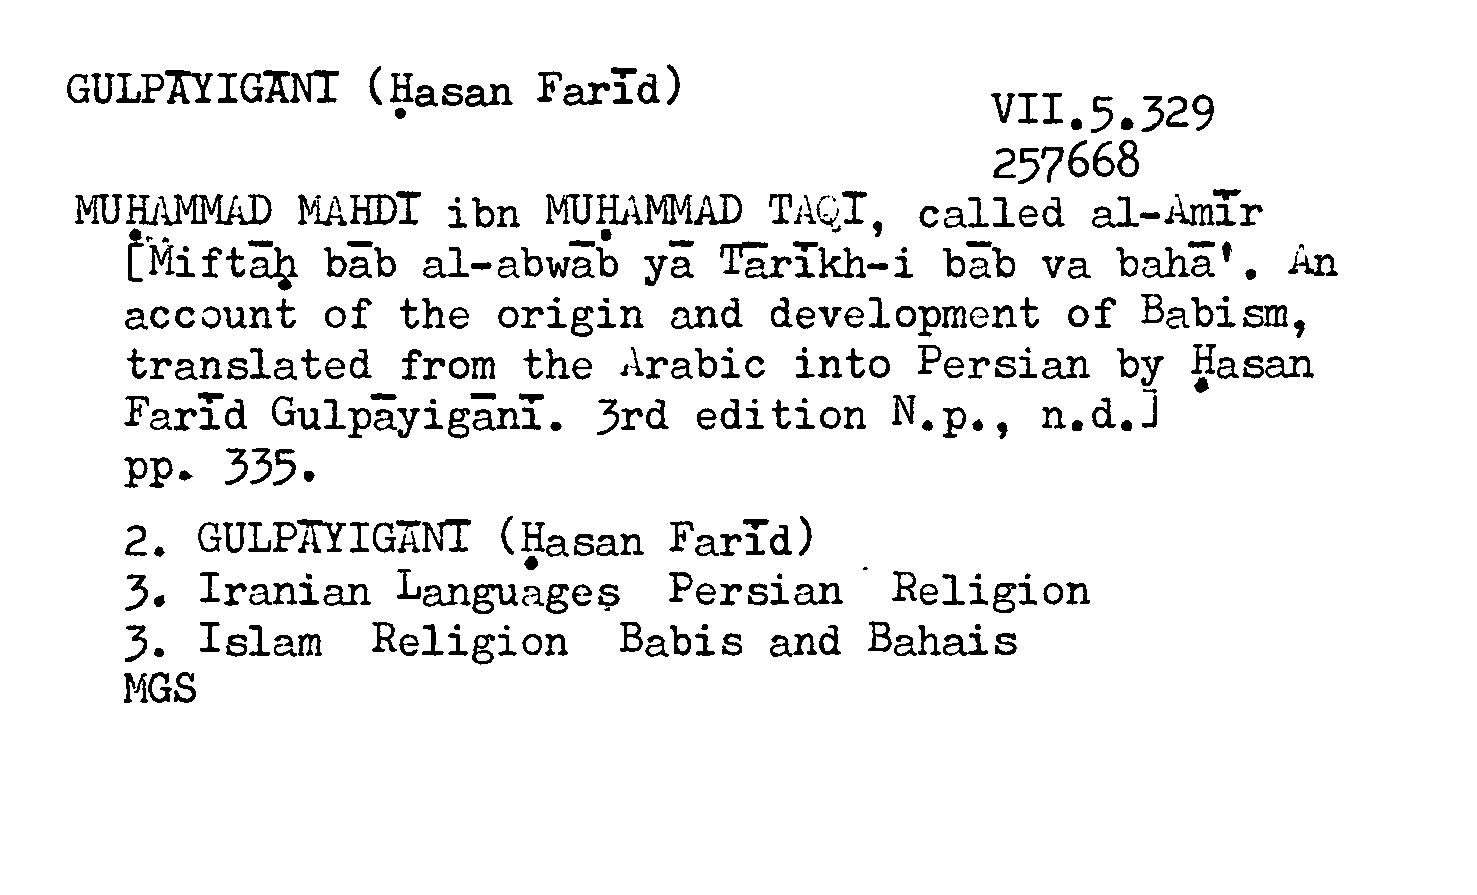 GULPĀYIGĀNĪ (Ḥasan Farīd)
VII.5.329
257668
MUḤAMMAD MAHDĪ ibn MUḤAMMAD TAQĪ, called al-Amīr
[Miftāḥ bāb al-abwāb yā Tārīkh-i bāb va bahā'. An
account of the origin and development of Babism,
translated from the Arabic into Persian by Ḥasan
Farīd Gulpāyigānī. 3rd edition N.p., n.d.]
pp. 335.
2. GULPĀYIGĀNĪ (Ḥasan Farīd)
3. Iranian Languages Persian Religion
3. Islam Religion Babis and Bahais
MGS